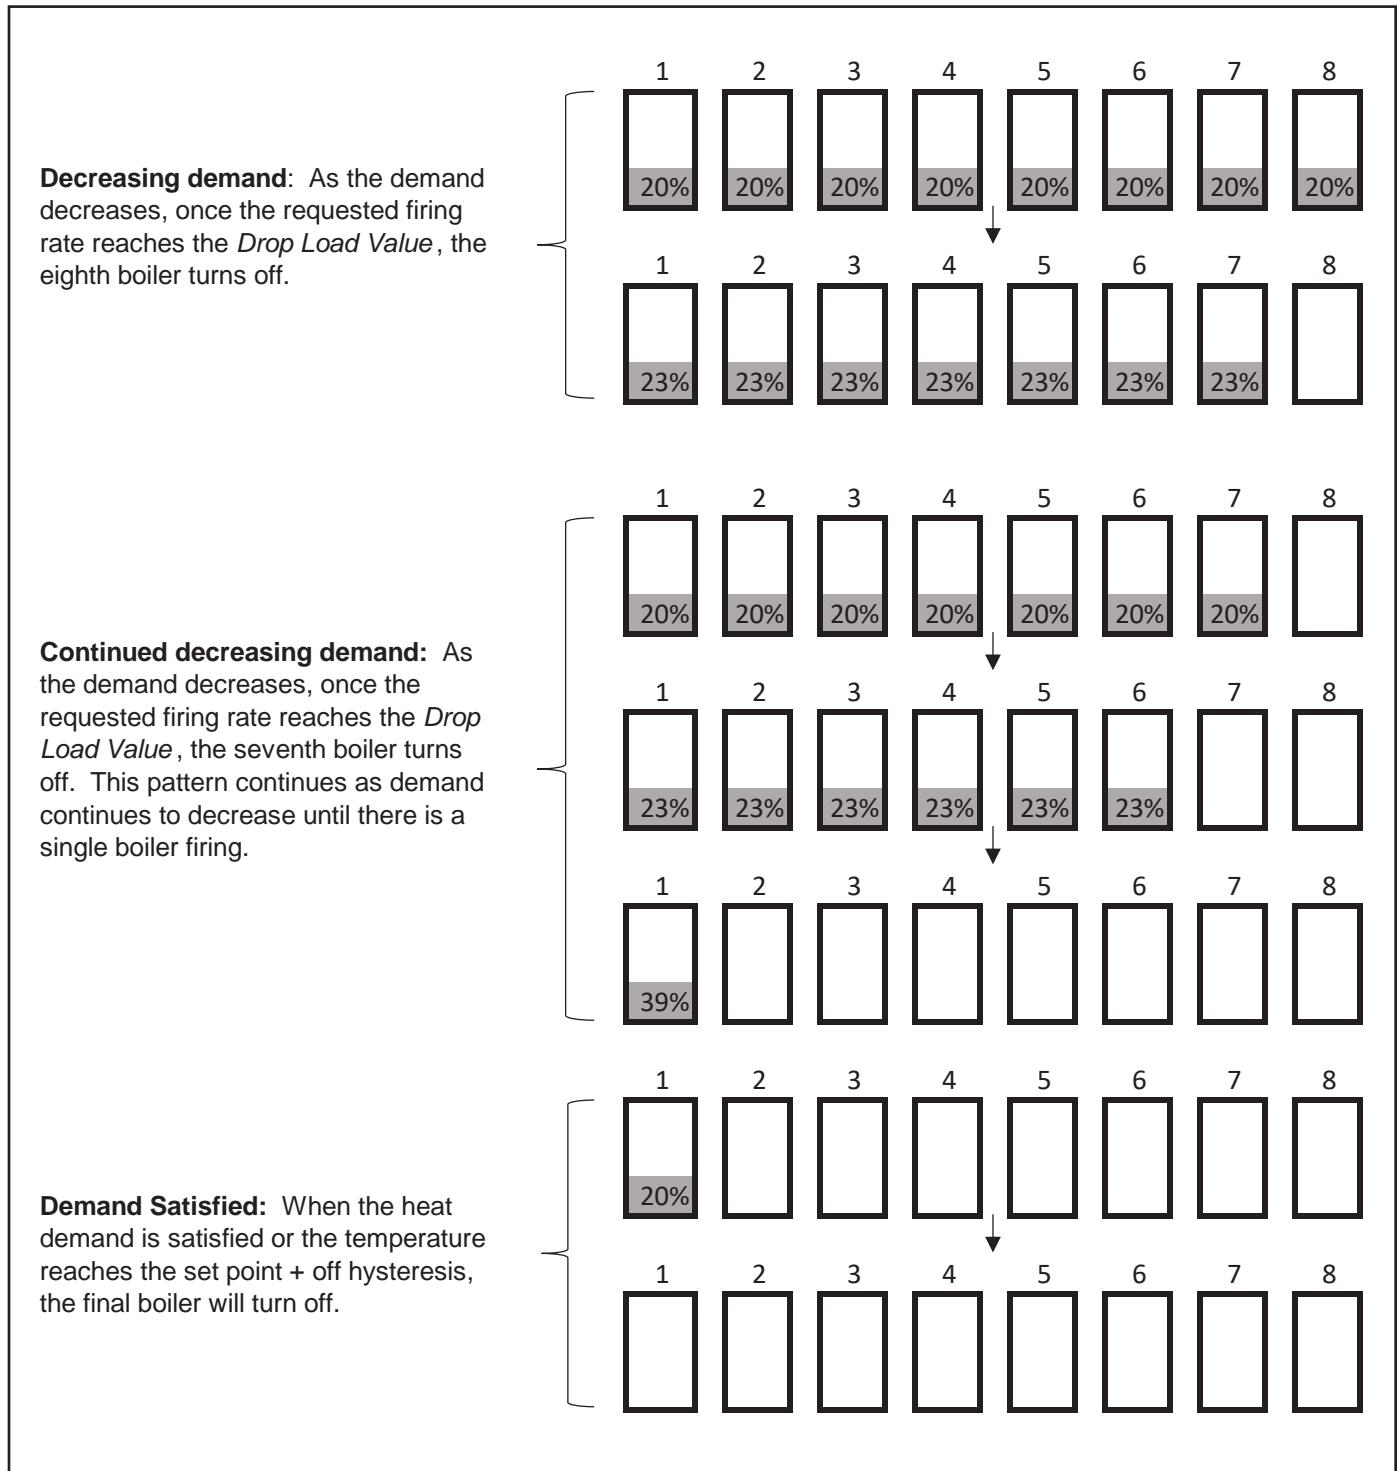 1 2 3 4 5 6 7 8
Decreasing demand: As the demand
decreases, once the requested firing
rate reaches the Drop Load Value, the
eighth boiler turns off.
20% 20% 20% 20% 20% 20% 20% 20%
1 2 3 4 5 6 7 8
23% 23% 23% 23% 23% 23% 23%
1 2 3 4 5 6 7 8
20% 20% 20% 20% 20% 20% 20%
Continued decreasing demand: As
the demand decreases, once the
requested firing rate reaches the Drop
Load Value, the seventh boiler turns
off. This pattern continues as demand
continues to decrease until there is a
single boiler firing.
1 2 3 4 5 6 7 8
23% 23% 23% 23% 23% 23%
1 2 3 4 5 6 7 8
39%
1 2 3 4 5 6 7 8
20%
Demand Satisfied: When the heat
demand is satisfied or the temperature
reaches the set point + off hysteresis,
the final boiler will turn off.
1 2 3 4 5 6 7 8